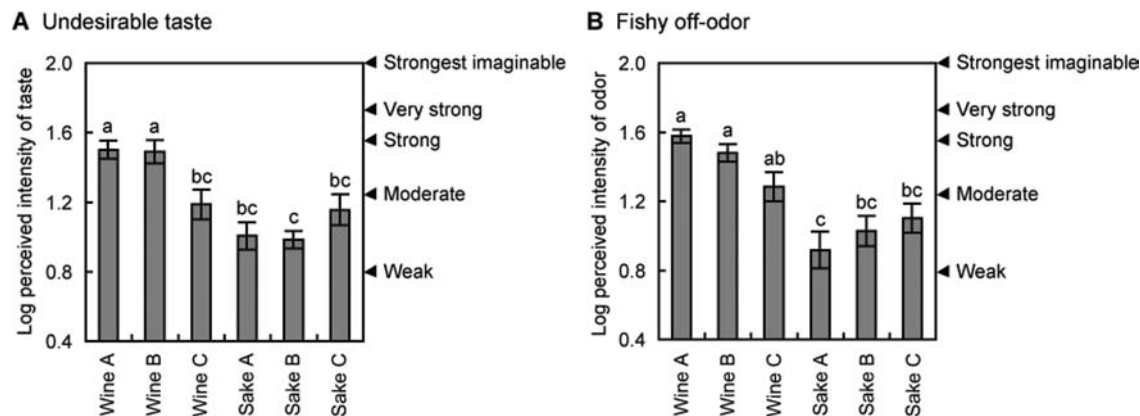 A Undesirable taste
Log perceived intensity of taste
2.0
1.6
1.2
0.8
0.4
a
a
bc
bc
c
bc
Strongest imaginable
Very strong
Strong
Moderate
Weak
Wine A
Wine B
Wine C
Sake A
Sake B
Sake C
B Fishy off-odor
Log perceived intensity of odor
2.0
1.6
1.2
0.8
0.4
a
a
ab
c
bc
bc
Strongest imaginable
Very strong
Strong
Moderate
Weak
Wine A
Wine B
Wine C
Sake A
Sake B
Sake C